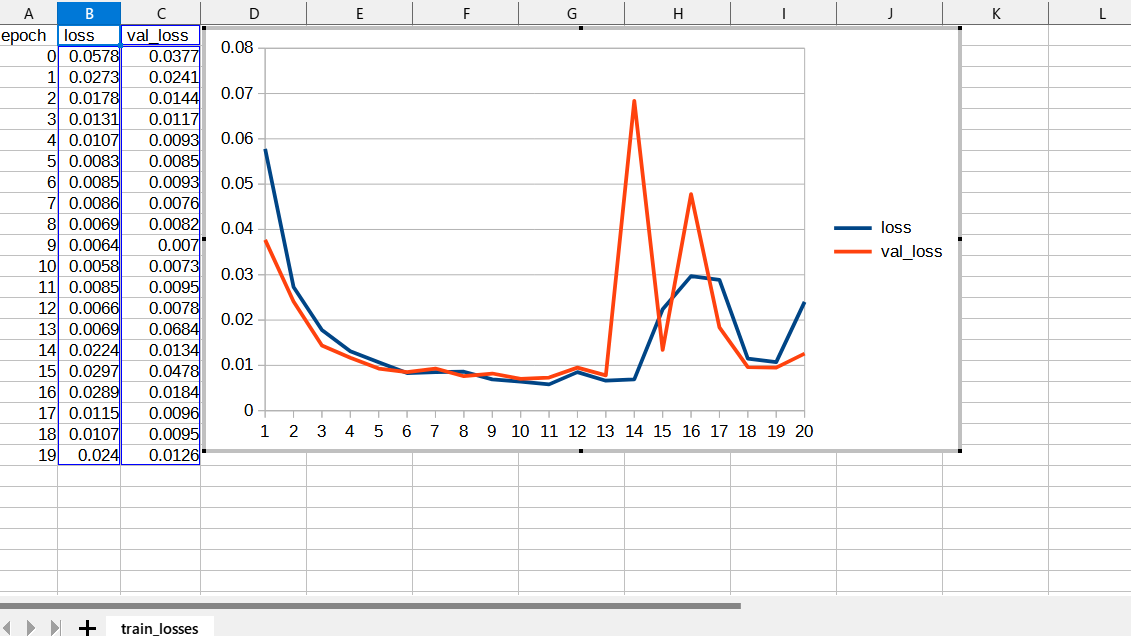 A B C D E F G H I J K L
epoch loss val_loss
0 0.0578 0.0377
1 0.0273 0.0241
2 0.0178 0.0144
3 0.0131 0.0117
4 0.0107 0.0093
5 0.0083 0.0085
6 0.0085 0.0093
7 0.0086 0.0076
8 0.0069 0.0082
9 0.0064 0.007
10 0.0058 0.0073
11 0.0085 0.0095
12 0.0066 0.0078
13 0.0069 0.0684
14 0.0224 0.0134
15 0.0297 0.0478
16 0.0289 0.0184
17 0.0115 0.0096
18 0.0107 0.0095
19 0.024 0.0126
0.08
0.07
0.06
0.05
0.04
0.03
0.02
0.01
0
1 2 3 4 5 6 7 8 9 10 11 12 13 14 15 16 17 18 19 20
loss
val_loss
train_losses